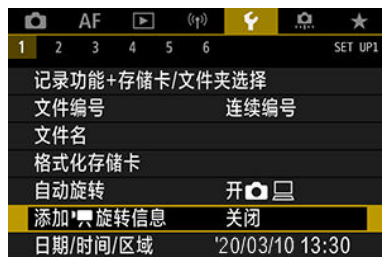 AF
1 2 3 4 5 6 SET UP1
记录功能+存储卡/文件夹选择
文件编号 连续编号
文件名
格式化存储卡
自动旋转 开
添加旋转信息 关闭
日期/时间/区域 '20/03/10 13:30